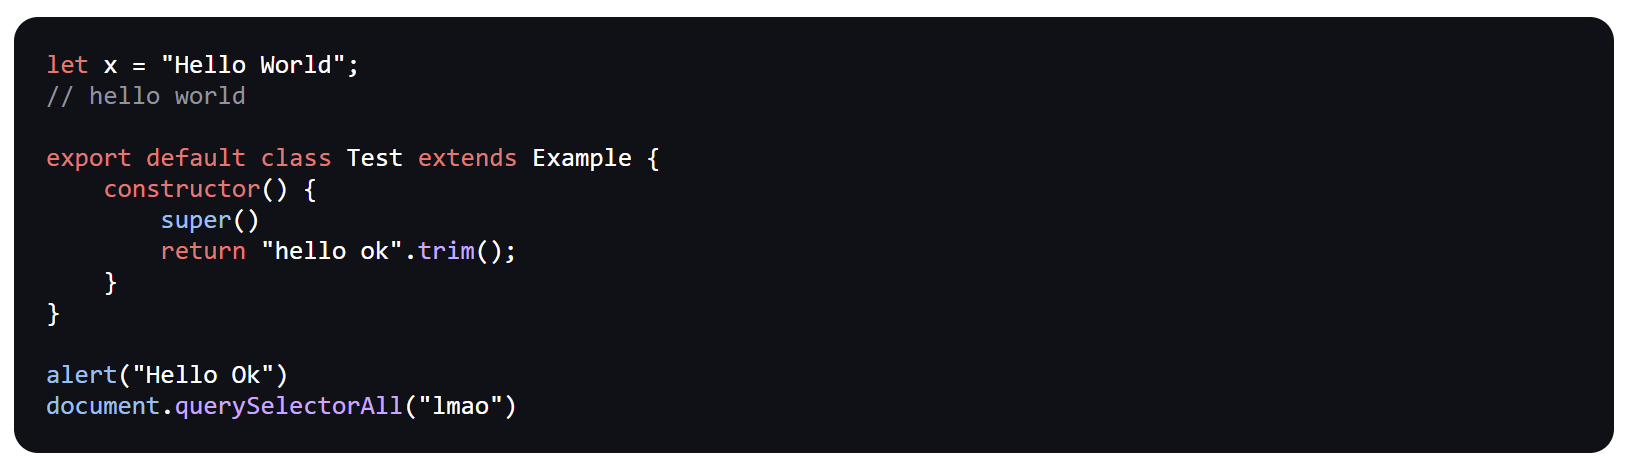 let x = "Hello World";
// hello world

export default class Test extends Example {
    constructor() {
        super()
        return "hello ok".trim();
    }
}

alert("Hello Ok")
document.querySelectorAll("lmao")